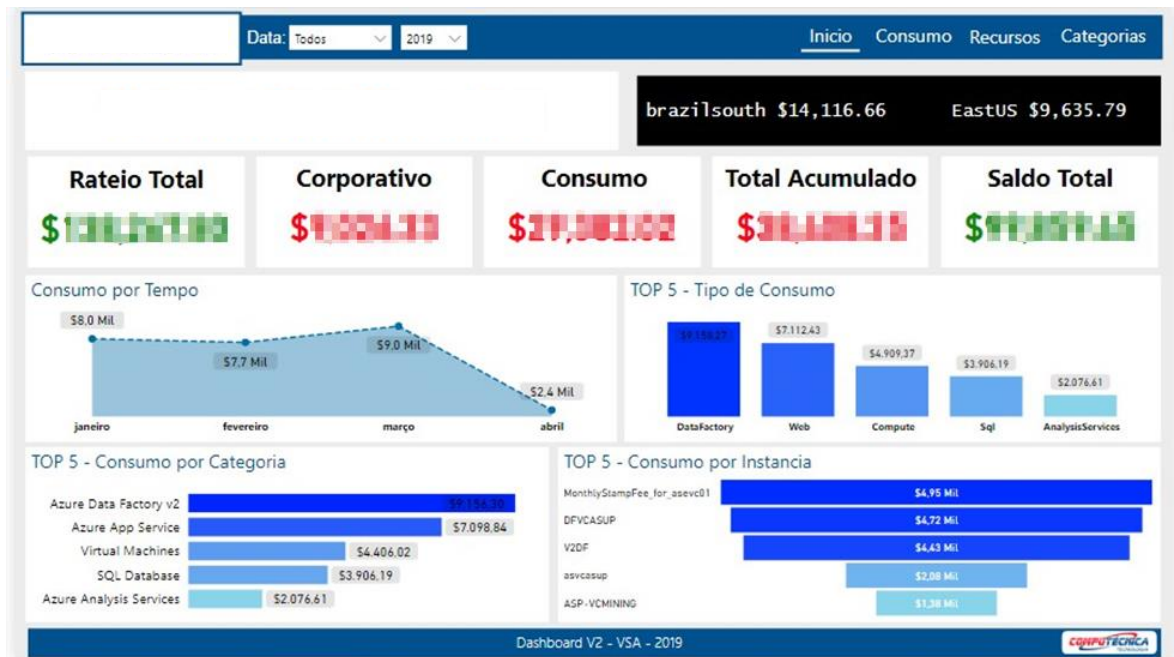 Data: Todos 2019 Inicio Consumo Recursos Categorias
brazilsouth $14,116.66 EastUS $9,635.79
Rateio Total Corporativo Consumo Total Acumulado Saldo Total
$ $ $ $ $
Consumo por Tempo
$8,0 Mil
$7,7 Mil
$9,0 Mil
$2,4 Mil
janeiro fevereiro março abril
TOP 5 - Tipo de Consumo
$9.156,27
$7.112,43
$4.909,37
$3.906,19
$2.076,61
DataFactory Web Compute Sql AnalysisServices
TOP 5 - Consumo por Categoria
Azure Data Factory v2 $9.156,20
Azure App Service $7.098,84
Virtual Machines $4.406,02
SQL Database $3.906,19
Azure Analysis Services $2.076,61
TOP 5 - Consumo por Instancia
MonthlyStampFee_for_asevc01 $4,95 Mil
DFVCASUP $4,72 Mil
V2DF $4,43 Mil
asvcasup $2,08 Mil
ASP-VCMINING $1,38 Mil
Dashboard V2 - VSA - 2019
COMPUTECNICA